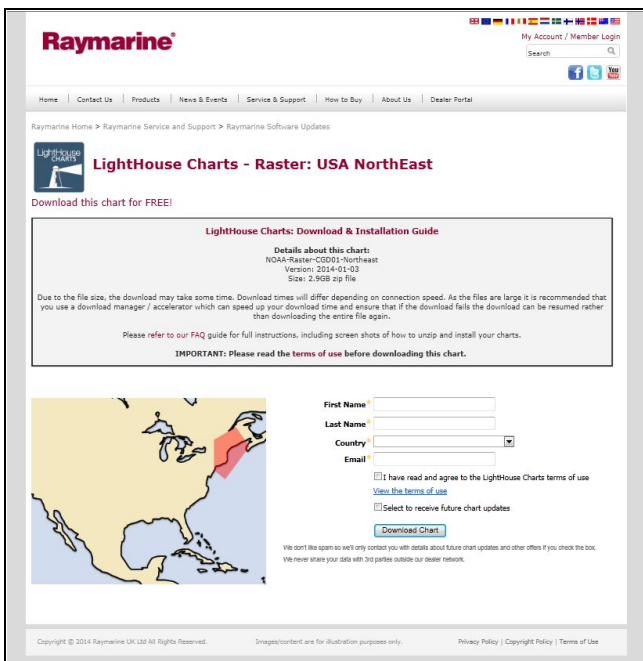 Raymarine®
My Account / Member Login
Search
You
Home | Contact Us | Products | News & Events | Service & Support | How to Buy | About Us | Dealer Portal
Raymarine Home > Raymarine Service and Support > Raymarine Software Updates
LightHouse
CHARTS
LightHouse Charts - Raster: USA NorthEast
Download this chart for FREE!
LightHouse Charts: Download & Installation Guide
Details about this chart:
NOAA-Raster-CGD01-Northeast
Version: 2014-01-03
Size: 2.9GB zip file
Due to the file size, the download may take some time. Download times will differ depending on connection speed. As the files are large it is recommended that
you use a download manager / accelerator which can speed up your download time and ensure that if the download fails the download can be resumed rather
than downloading the entire file again.
Please refer to our FAQ guide for full instructions, including screen shots of how to unzip and install your charts.
IMPORTANT: Please read the terms of use before downloading this chart.
First Name*
Last Name*
Country*
Email*
I have read and agree to the LightHouse Charts terms of use
View the terms of use
Select to receive future chart updates
Download Chart
We don't like spam so we'll only contact you with details about future chart updates and other offers if you check the box.
We never share your data with 3rd parties outside our dealer network.
Copyright © 2014 Raymarine UK Ltd All Rights Reserved.
Images/content are for illustration purposes only.
Privacy Policy | Copyright Policy | Terms of Use